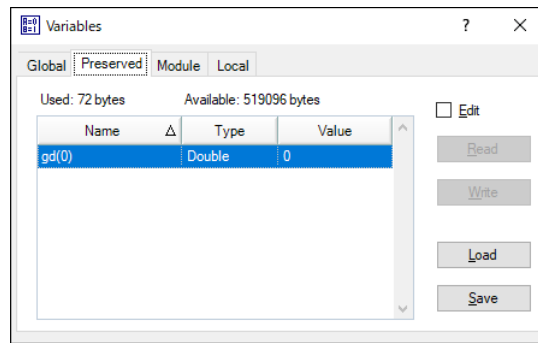 Variables
Global Preserved Module Local
Used: 72 bytes Available: 519096 bytes
Edit
Name Type Value
gd(0) Double 0
Read
Write
Load
Save